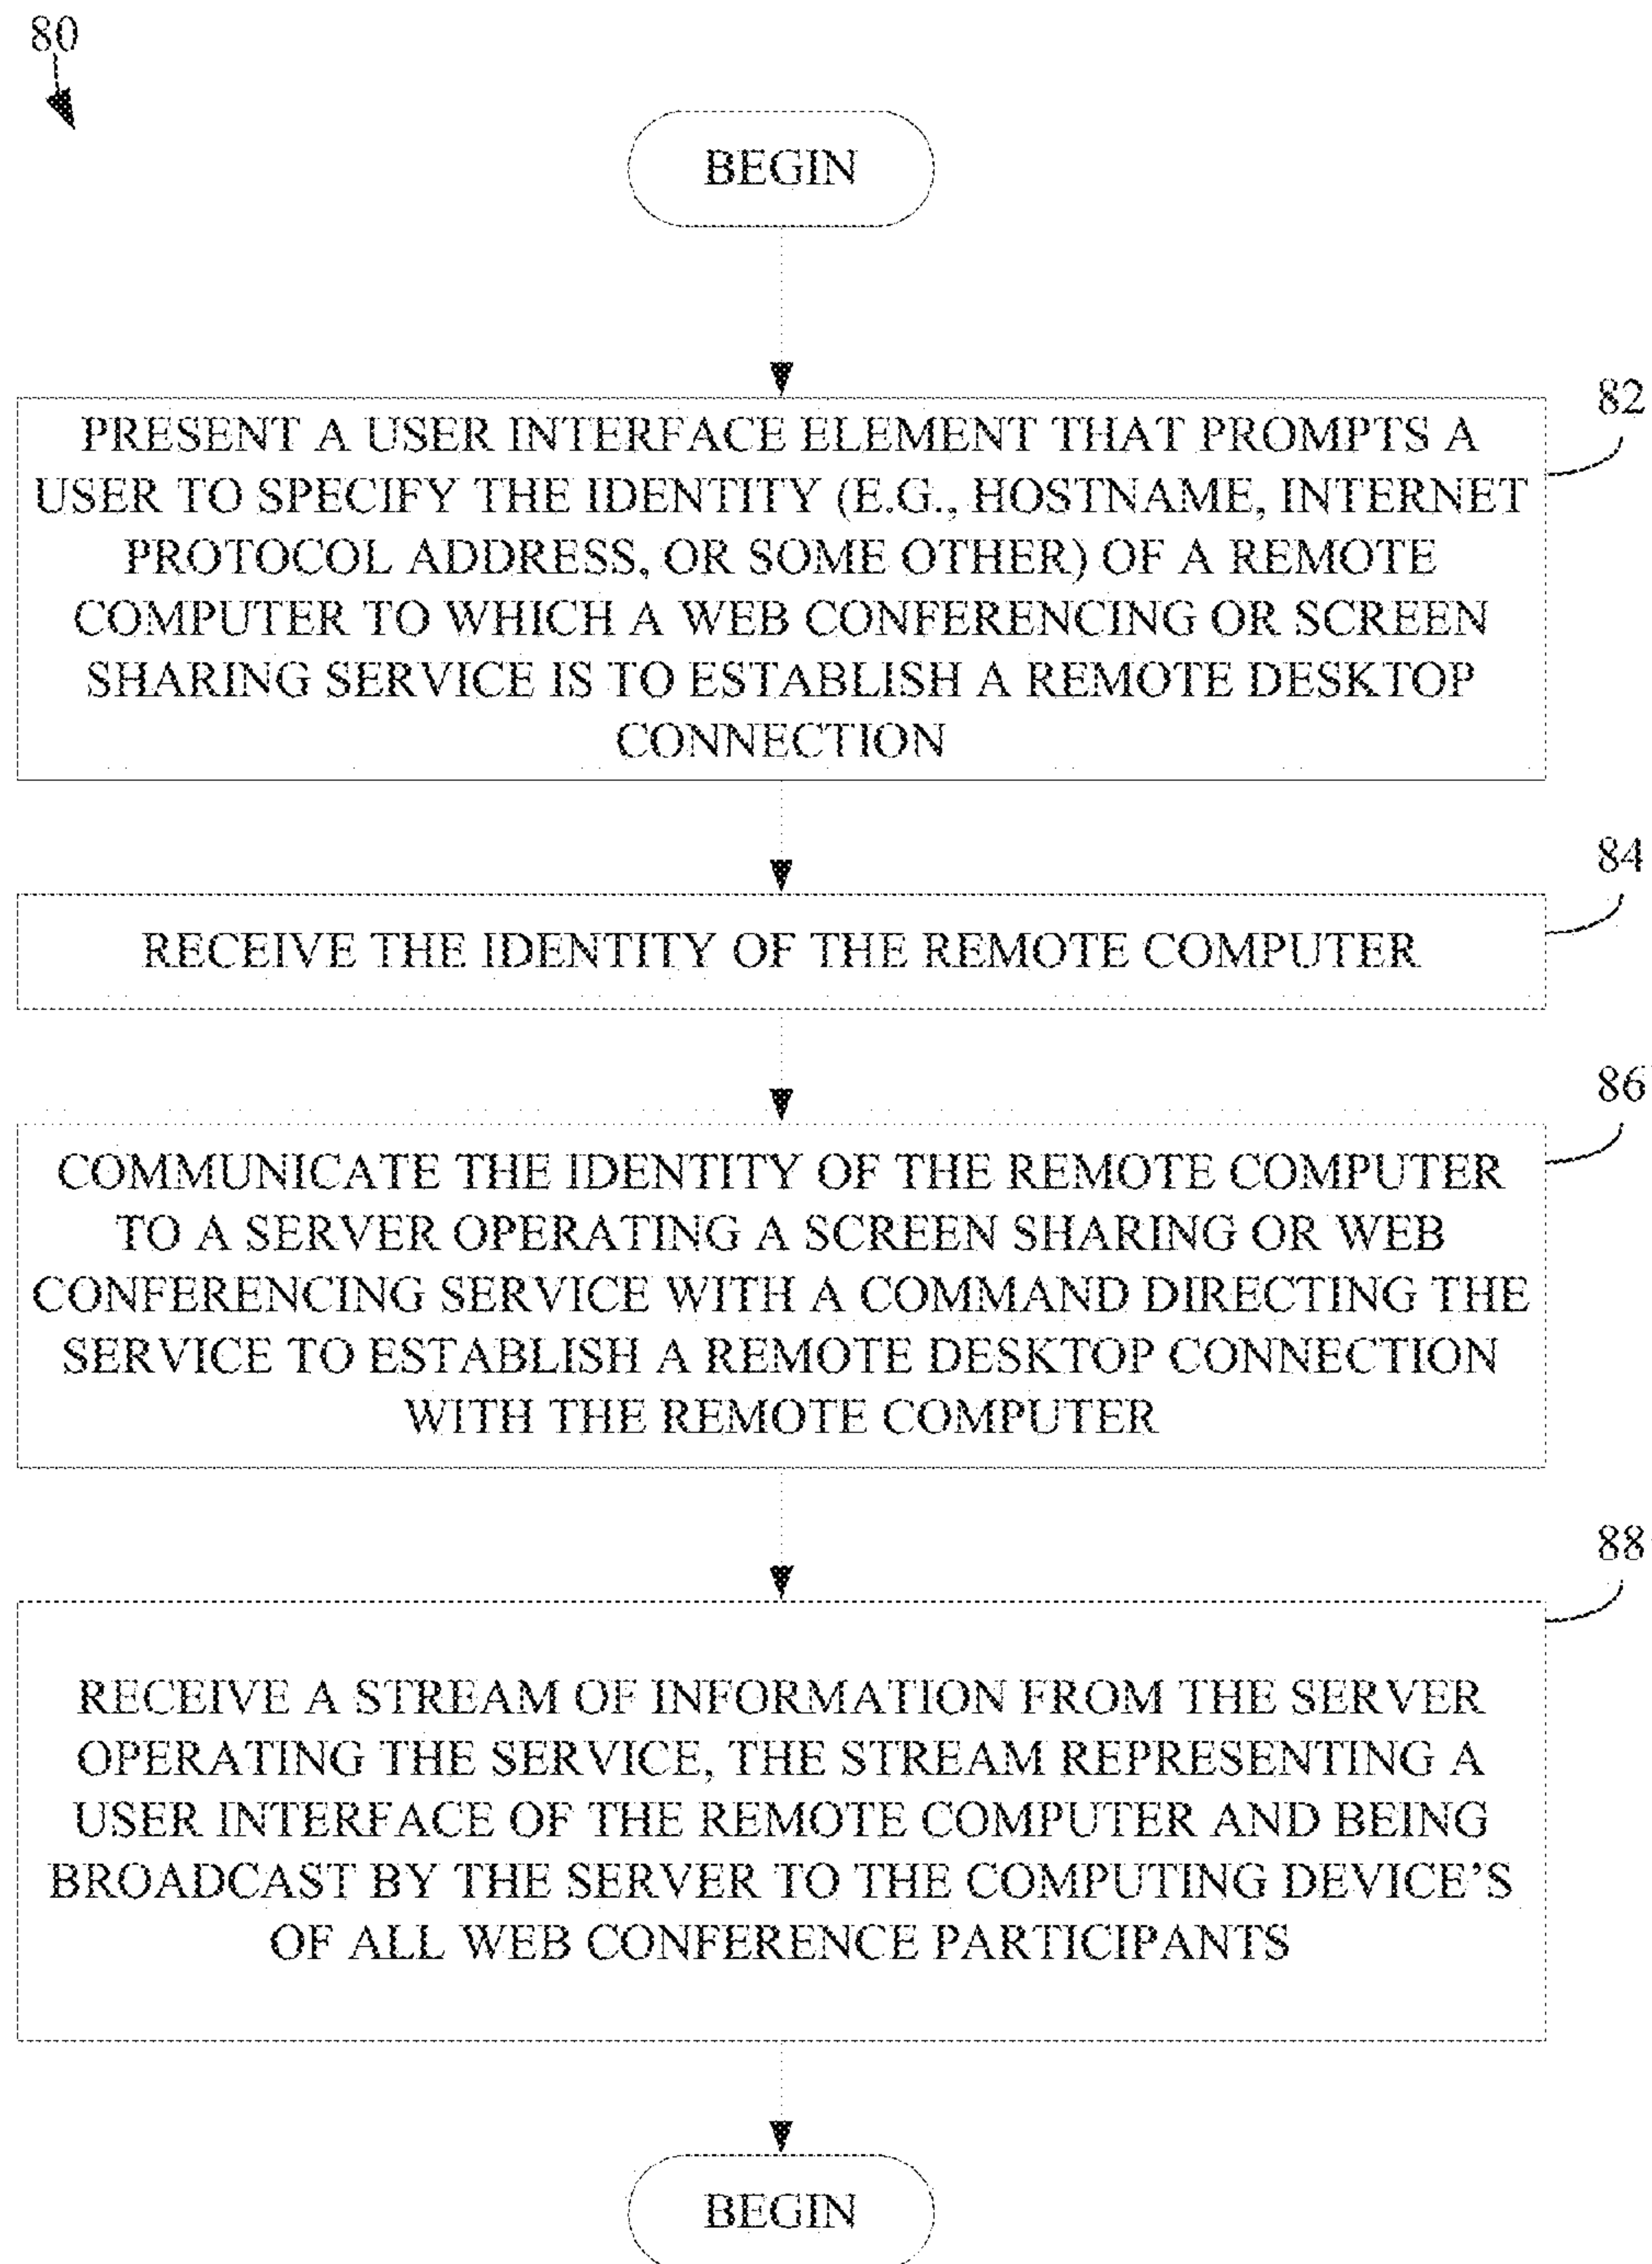 80
BEGIN
82
PRESENT A USER INTERFACE ELEMENT THAT PROMPTS A
USER TO SPECIFY THE IDENTITY (E.G., HOSTNAME, INTERNET
PROTOCOL ADDRESS, OR SOME OTHER) OF A REMOTE
COMPUTER TO WHICH A WEB CONFERENCING OR SCREEN
SHARING SERVICE IS TO ESTABLISH A REMOTE DESKTOP
CONNECTION
84
RECEIVE THE IDENTITY OF THE REMOTE COMPUTER
86
COMMUNICATE THE IDENTITY OF THE REMOTE COMPUTER
TO A SERVER OPERATING A SCREEN SHARING OR WEB
CONFERENCING SERVICE WITH A COMMAND DIRECTING THE
SERVICE TO ESTABLISH A REMOTE DESKTOP CONNECTION
WITH THE REMOTE COMPUTER
88
RECEIVE A STREAM OF INFORMATION FROM THE SERVER
OPERATING THE SERVICE, THE STREAM REPRESENTING A
USER INTERFACE OF THE REMOTE COMPUTER AND BEING
BROADCAST BY THE SERVER TO THE COMPUTING DEVICE'S
OF ALL WEB CONFERENCE PARTICIPANTS
BEGIN